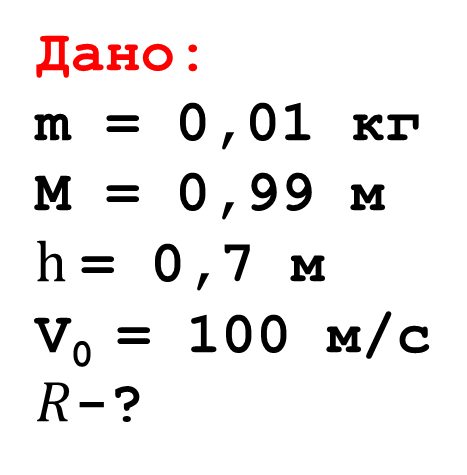 Дано:
m = 0,01 кг
M = 0,99 м
h = 0,7 м
V₀ = 100 м/с
R-?